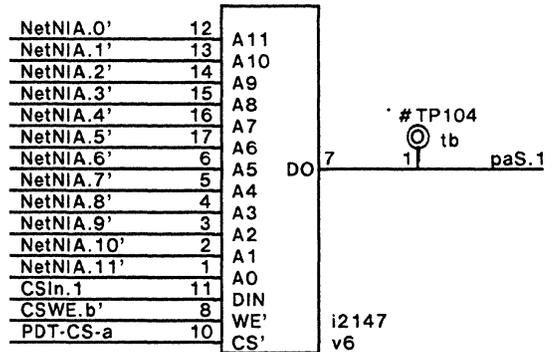 NetNIA.0' 12 A11
NetNIA.1' 13 A10
NetNIA.2' 14 A9
NetNIA.3' 15 A8
NetNIA.4' 16 A7
NetNIA.5' 17 A6
NetNIA.6' 6 A5 DO 7 1 paS.1
NetNIA.7' 5 A4
NetNIA.8' 4 A3
NetNIA.9' 3 A2
NetNIA.10' 2 A1
NetNIA.11' 1 A0
CSIn.1 11 DIN
CSWE.b' 8 WE' i2147
PDT-CS-a 10 CS' v6
#TP104
tb